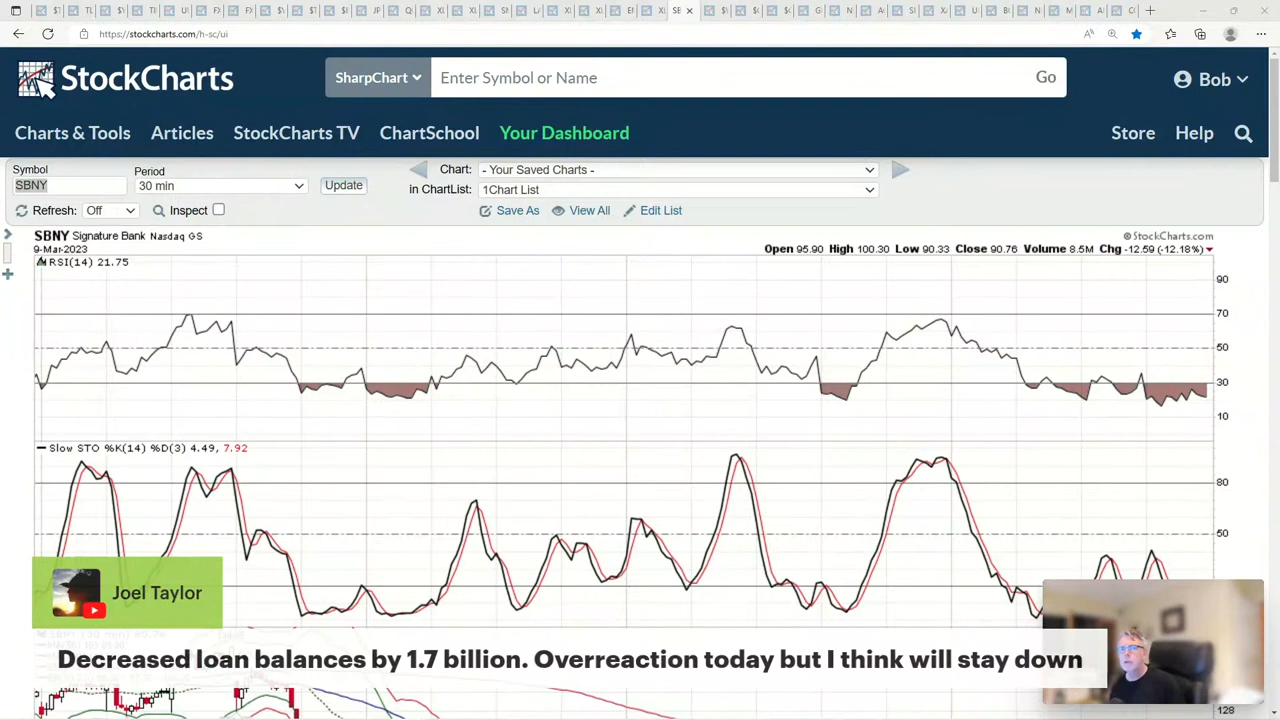 https://stockcharts.com/h-sc/ui
StockCharts
SharpChart
Enter Symbol or Name
Go
Bob
Charts & Tools
Articles
StockCharts TV
ChartSchool
Your Dashboard
Store
Help
Symbol
Period
SBNY
30 min
Update
Chart:
- Your Saved Charts -
in ChartList:
1Chart List
Refresh:
Off
Inspect
Save As
View All
Edit List
SBNY Signature Bank Nasdaq GS
© StockCharts.com
9-Mar-2023
Open 95.90 High 100.30 Low 90.33 Close 90.76 Volume 8.5M Chg -12.59 (-12.18%)
RSI(14) 21.75
90
70
50
30
10
Slow STO %K(14) %D(3) 4.49, 7.92
80
50
Joel Taylor
Decreased loan balances by 1.7 billion. Overreaction today but I think will stay down
128